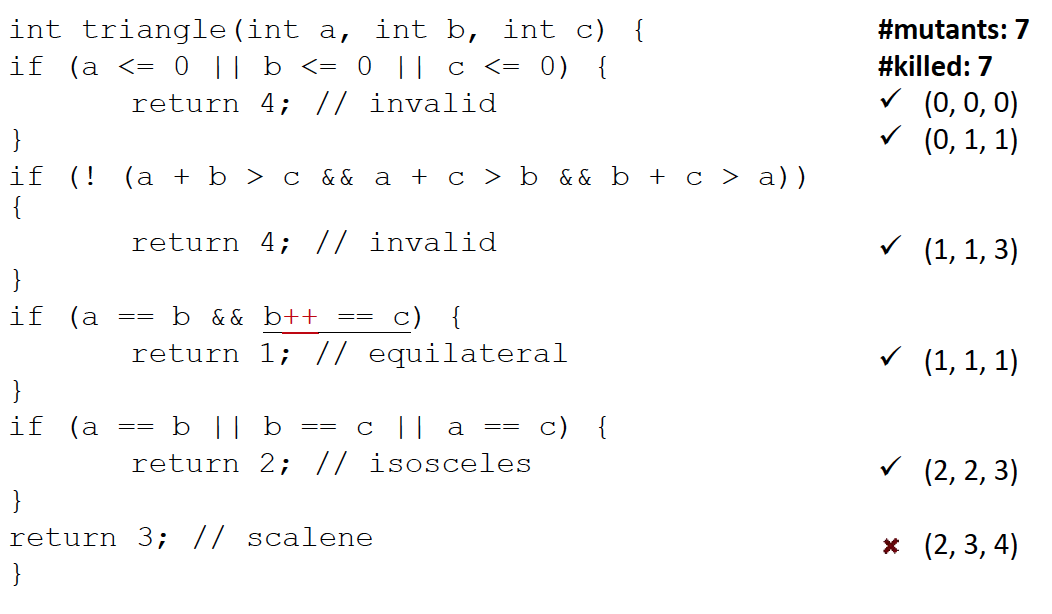 int triangle(int a, int b, int c) {
#mutants: 7
if (a <= 0 || b <= 0 || c <= 0) {
#killed: 7
return 4; // invalid
✓ (0, 0, 0)
}
✓ (0, 1, 1)
if (! (a + b > c && a + c > b && b + c > a))
{
return 4; // invalid
✓ (1, 1, 3)
}
if (a == b && b++ == c) {
return 1; // equilateral
✓ (1, 1, 1)
}
if (a == b || b == c || a == c) {
return 2; // isosceles
✓ (2, 2, 3)
}
return 3; // scalene
✖ (2, 3, 4)
}